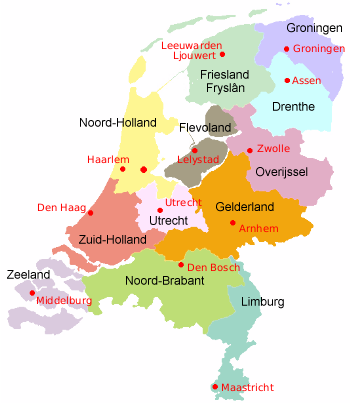 Groningen
Leeuwarden
Ljouwert
Groningen
Friesland
Fryslân
Assen
Drenthe
Noord-Holland
Flevoland
Zwolle
Haarlem
Lelystad
Overijssel
Den Haag
Utrecht
Utrecht
Gelderland
Arnhem
Zuid-Holland
Den Bosch
Zeeland
Noord-Brabant
Middelburg
Limburg
Maastricht